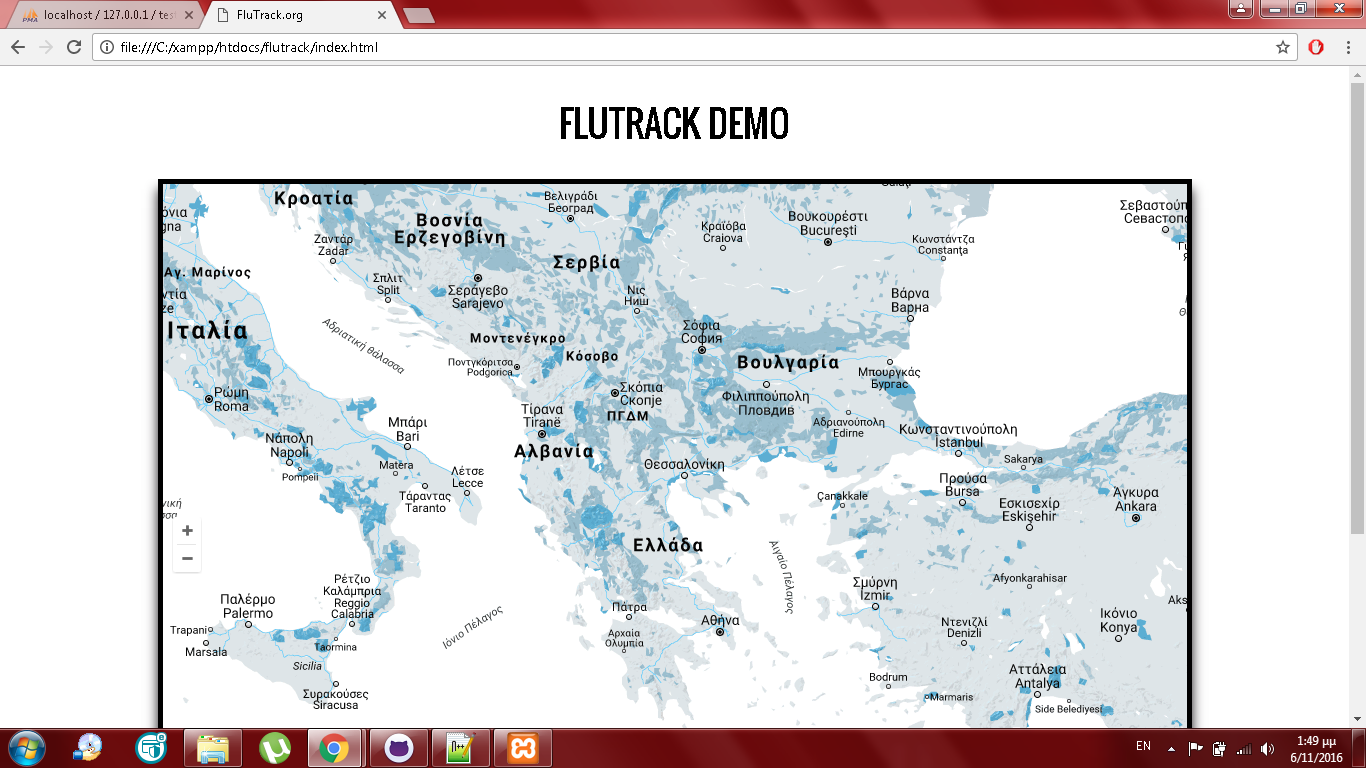 localhost / 127.0.0.1 / tes
FluTrack.org
file:///C:/xampp/htdocs/flutrack/index.html
FLUTRACK DEMO
Κροατία
Βελιγράδι
Београд
Σεβαστούπ
Севастопо
Βοσνία
Ερζεγοβίνη
Ζαντάρ
Zadar
Κραϊόβα
Craiova
Βουκουρέστι
București
Κωνστάντζα
Constanța
Αγ. Μαρίνος
Σπλιτ
Split
Σεράγεβο
Sarajevo
Σερβία
Νις
Ниш
Βάρνα
Варна
Ιταλία
Αδριατική θάλασσα
Μοντενέγκρο
Κόσοβο
Σόφια
София
Βουλγαρία
Ποντγκόριτσα
Podgorica
Μπουργκάς
Бургас
Ρώμη
Roma
Σκόπια
Скопје
ΠΓΔΜ
Φιλιππούπολη
Пловдив
Τίρανα
Tiranë
Αδριανούπολη
Edirne
Μπάρι
Bari
Κωνσταντινούπολη
İstanbul
Νάπολη
Napoli
Pompeii
Αλβανία
Matera
Λέτσε
Lecce
Θεσσαλονίκη
Sakarya
Τάραντας
Taranto
Çanakkale
Προύσα
Bursa
Εσκισεχίρ
Eskişehir
Άγκυρα
Ankara
+
−
Ελλάδα
Αιγαίο Πέλαγος
Ρέτζιο
Καλάμπρια
Reggio
Calabria
Σμύρνη
İzmir
Afyonkarahisar
Παλέρμο
Palermo
Πάτρα
Αθήνα
Ικόνιο
Konya
Aks
Trapani
Marsala
Taormina
Ιόνιο Πέλαγος
Αρχαία
Ολυμπία
Ντενιζλί
Denizli
Sicilia
Συρακούσες
Siracusa
Bodrum
Marmaris
Αττάλεια
Antalya
Side Belediyesi
EN
1:49 μμ
6/11/2016